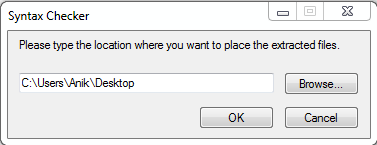 Syntax Checker
Please type the location where you want to place the extracted files.
C:\Users\Anik\Desktop
Browse...
OK
Cancel